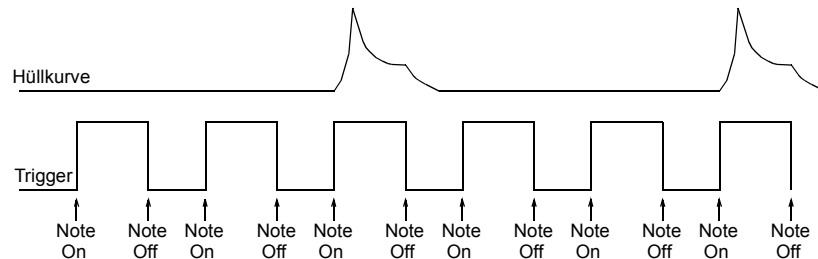 Hüllkurve
Trigger
Note Note Note Note Note Note Note Note Note Note Note Note
On Off On Off On Off On Off On Off On Off